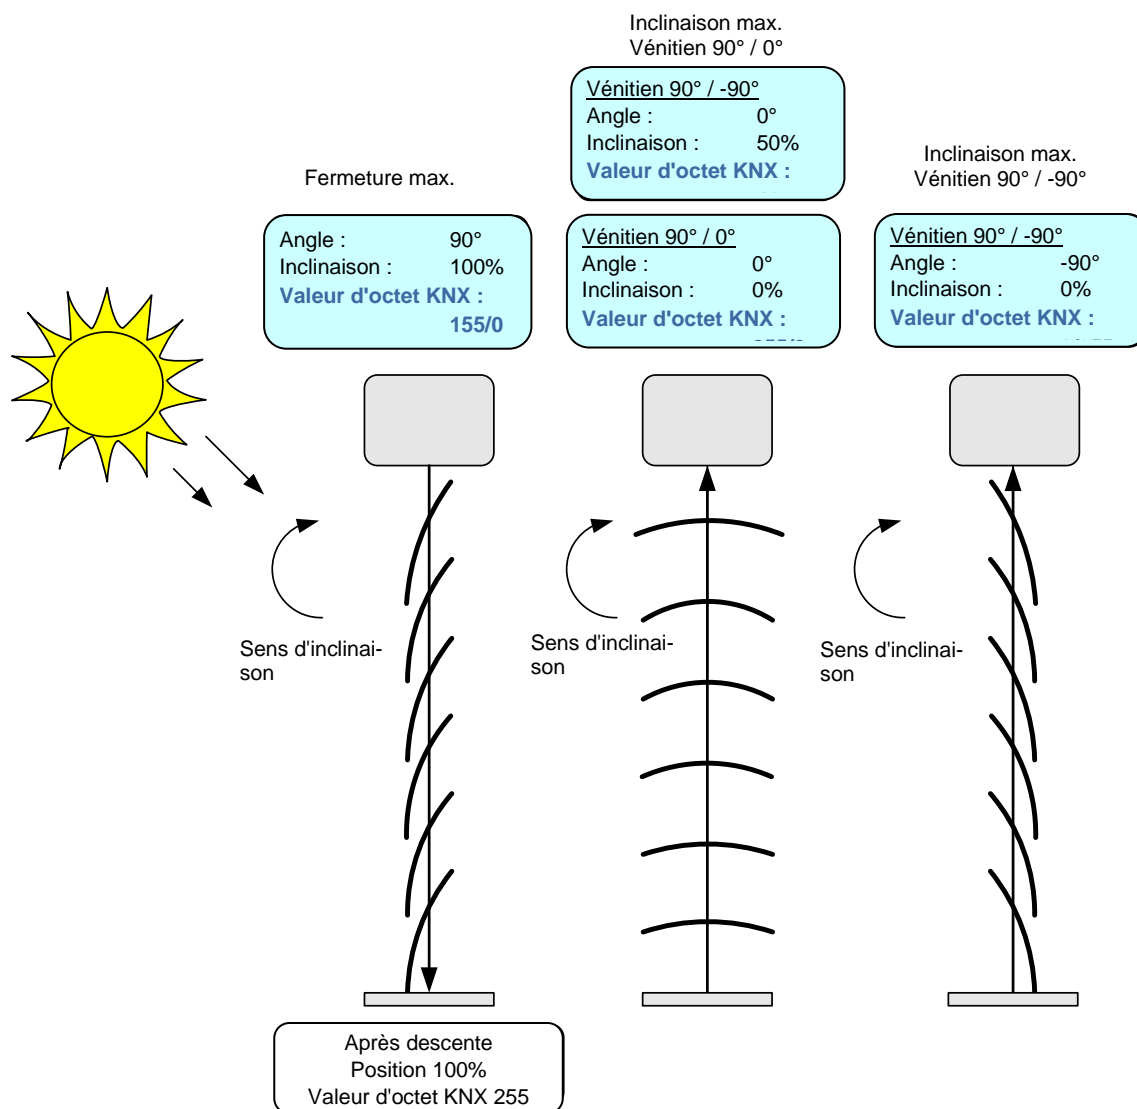 Inclinaison max.
Vénitien 90° / 0°
Vénitien 90° / -90°
Angle : 0°
Inclinaison : 50%
Valeur d'octet KNX :
Fermeture max.
Inclinaison max.
Vénitien 90° / -90°
Angle : 90°
Inclinaison : 100%
Valeur d'octet KNX :
155/0
Vénitien 90° / 0°
Angle : 0°
Inclinaison : 0%
Valeur d'octet KNX :
Vénitien 90° / -90°
Angle : -90°
Inclinaison : 0%
Valeur d'octet KNX :
Sens d'inclinai-
son
Sens d'inclinai-
son
Sens d'inclinai-
son
Après descente
Position 100%
Valeur d'octet KNX 255